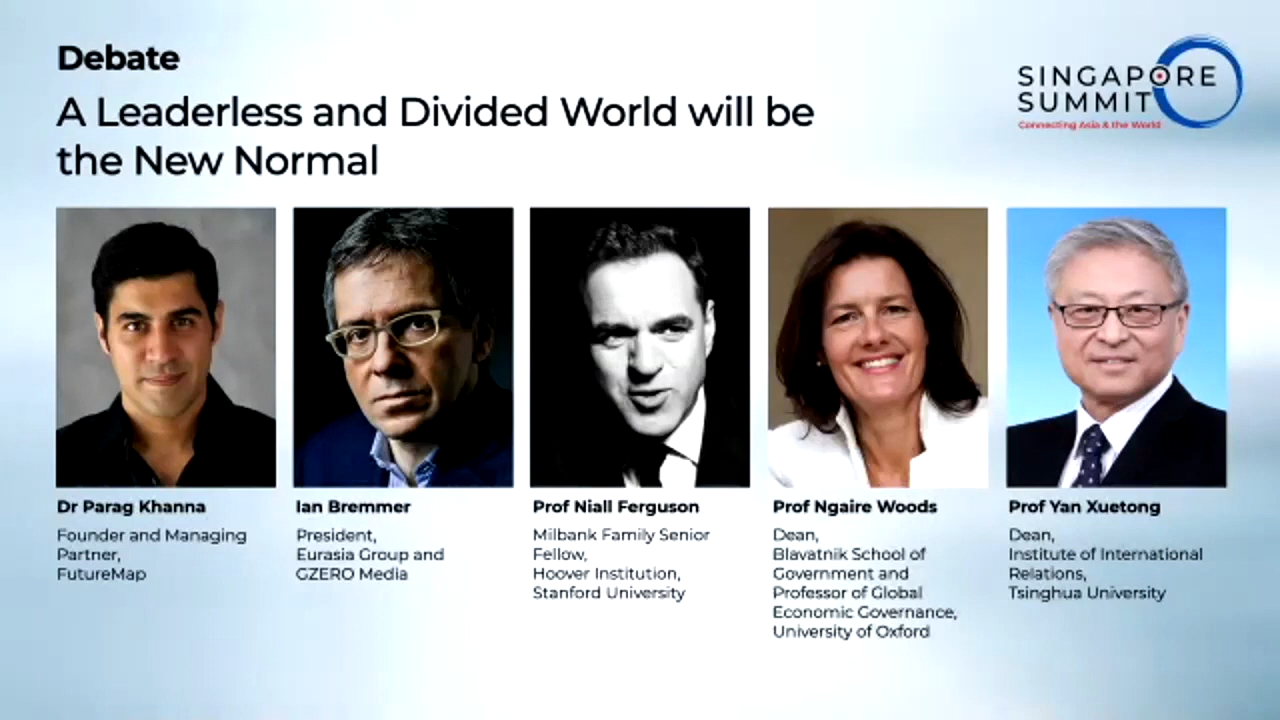 Debate
A Leaderless and Divided World will be
the New Normal
SINGAPORE
SUMMIT
Connecting Asia & the World
Dr Parag Khanna
Founder and Managing
Partner,
FutureMap
Ian Bremmer
President,
Eurasia Group and
GZERO Media
Prof Niall Ferguson
Milbank Family Senior
Fellow,
Hoover Institution,
Stanford University
Prof Ngaire Woods
Dean,
Blavatnik School of
Government and
Professor of Global
Economic Governance,
University of Oxford
Prof Yan Xuetong
Dean,
Institute of International
Relations,
Tsinghua University